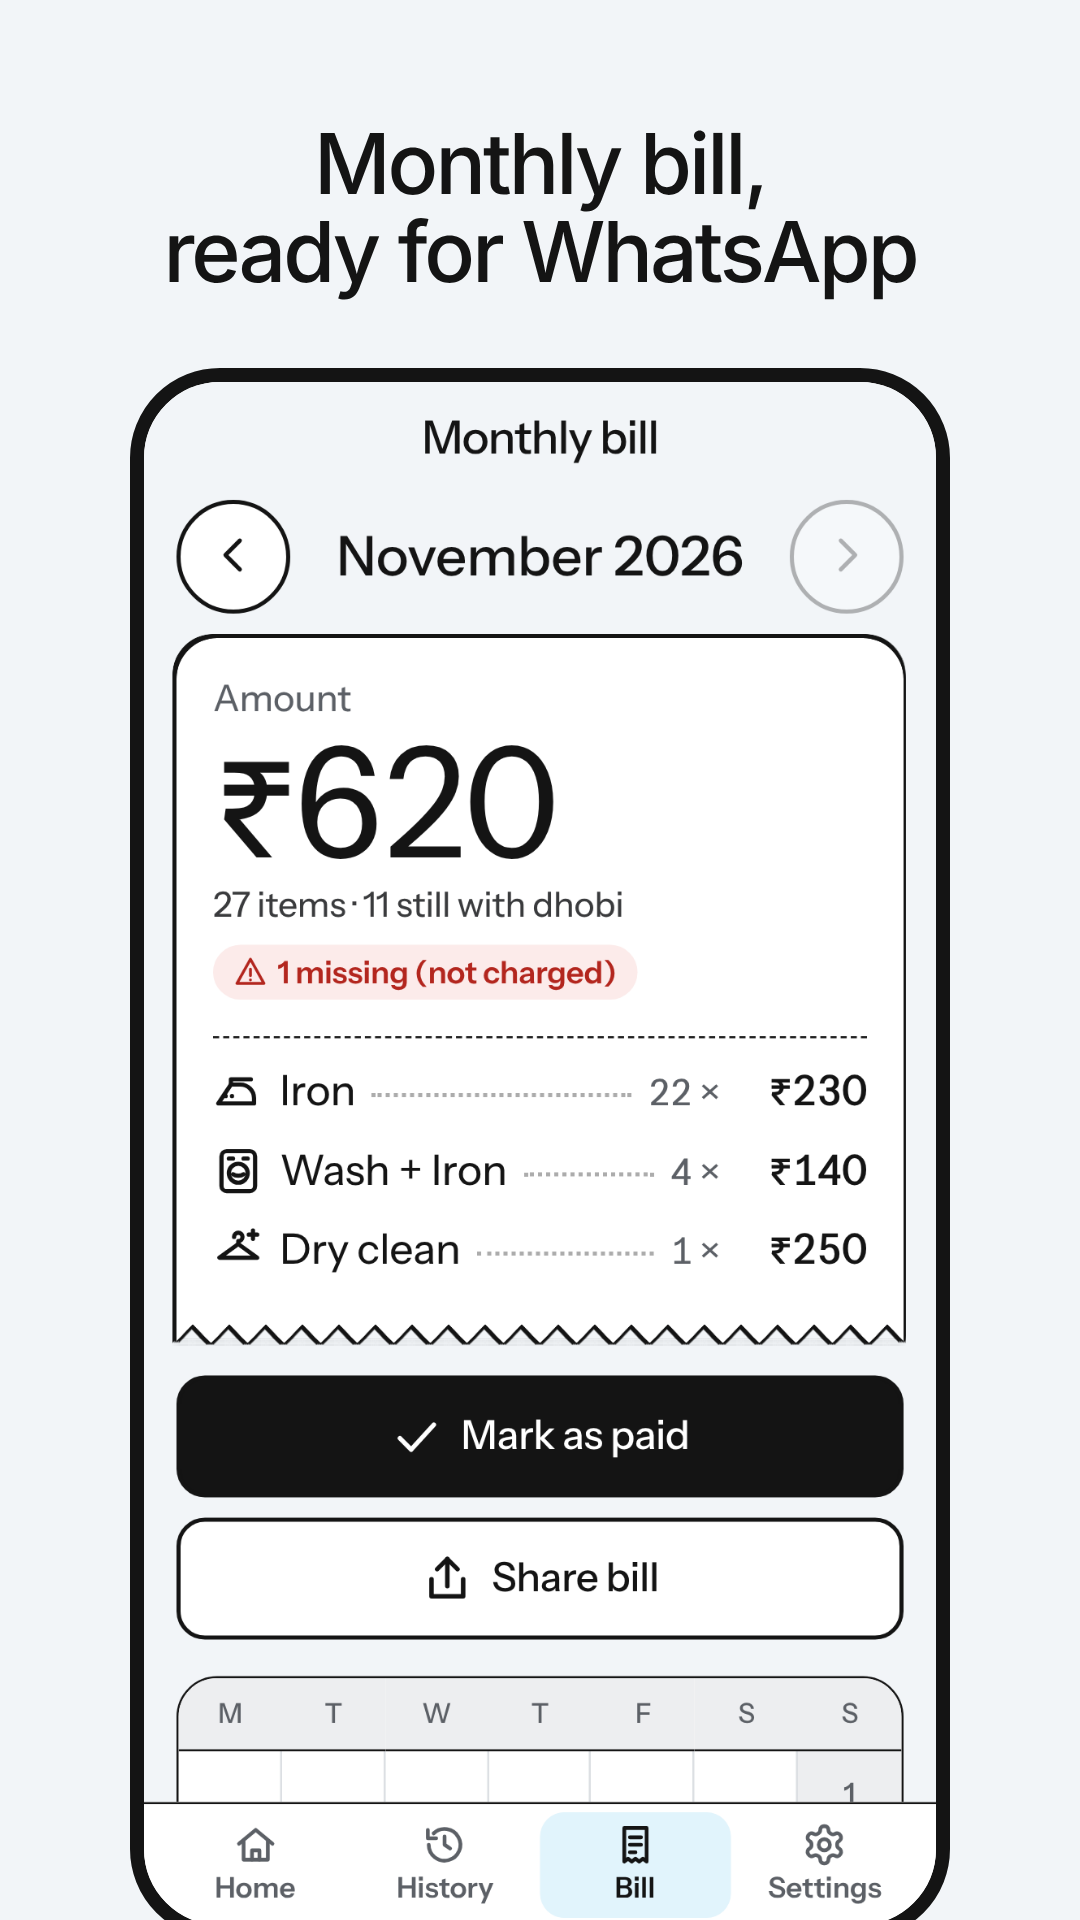 Monthly bill,
ready for WhatsApp
Monthly bill
November 2026
Amount
₹620
27 items · 11 still with dhobi
1 missing (not charged)
Iron 22 × ₹230
Wash + Iron 4 × ₹140
Dry clean 1 × ₹250
Mark as paid
Share bill
M T W T F S S
1
Home History Bill Settings